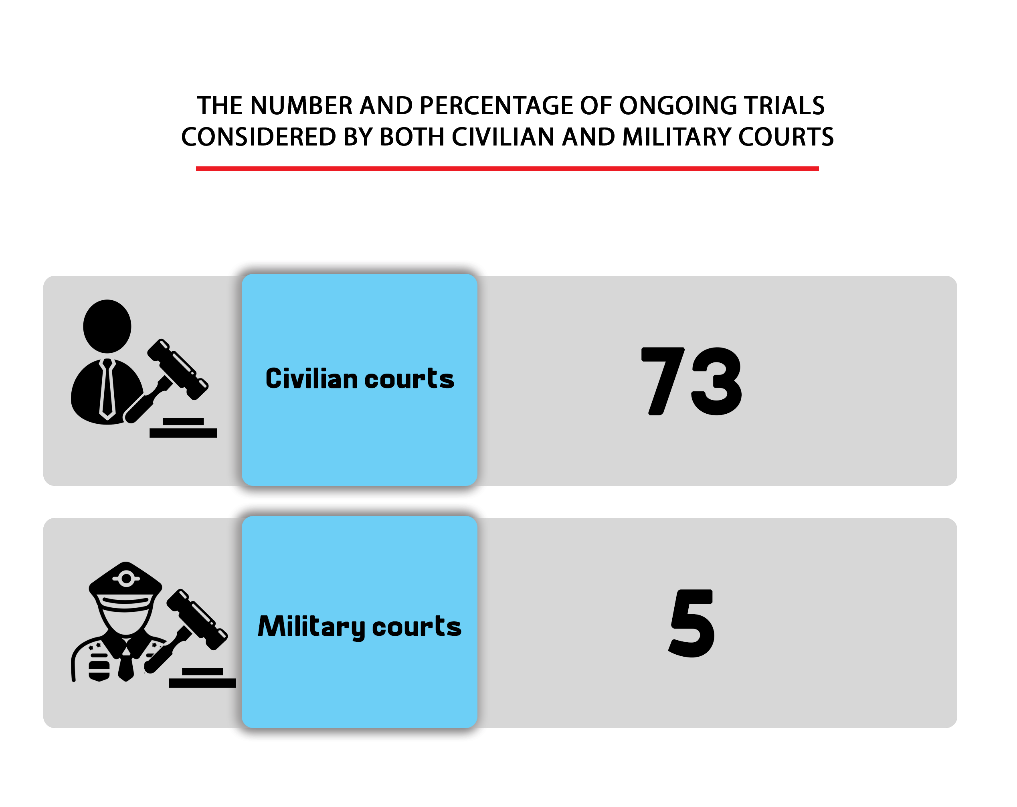 THE NUMBER AND PERCENTAGE OF ONGOING TRIALS
CONSIDERED BY BOTH CIVILIAN AND MILITARY COURTS
Civilian courts
73
Military courts
5